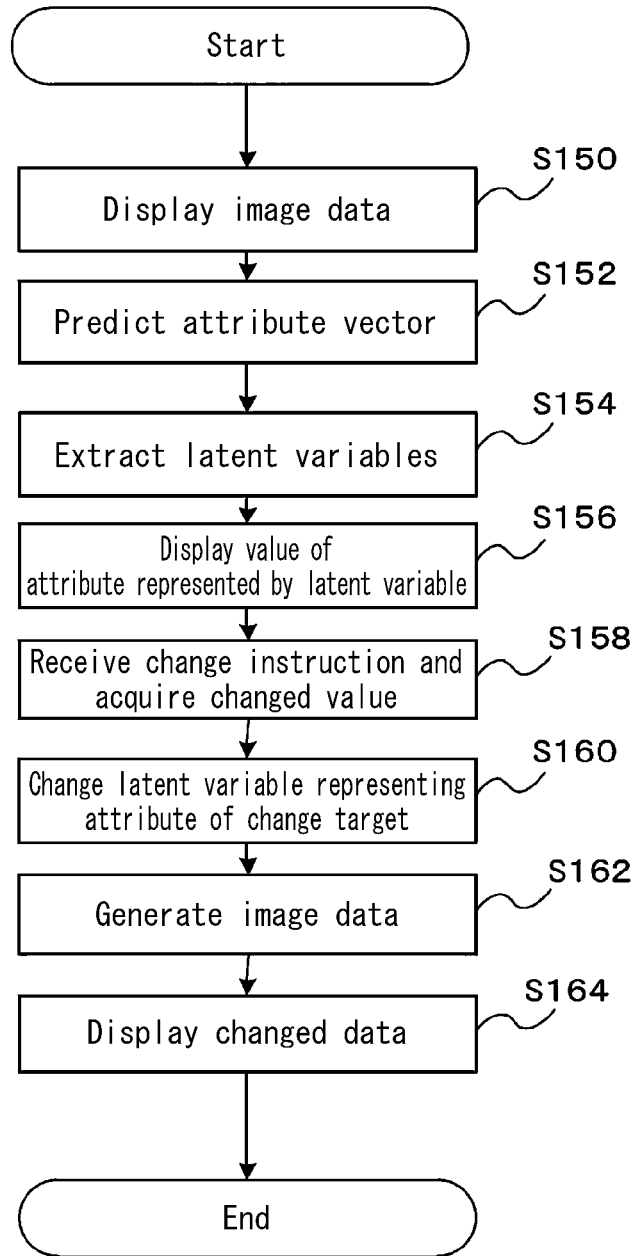 Start
S150
Display image data
S152
Predict attribute vector
S154
Extract latent variables
S156
Display value of
attribute represented by latent variable
S158
Receive change instruction and
acquire changed value
S160
Change latent variable representing
attribute of change target
S162
Generate image data
S164
Display changed data
End